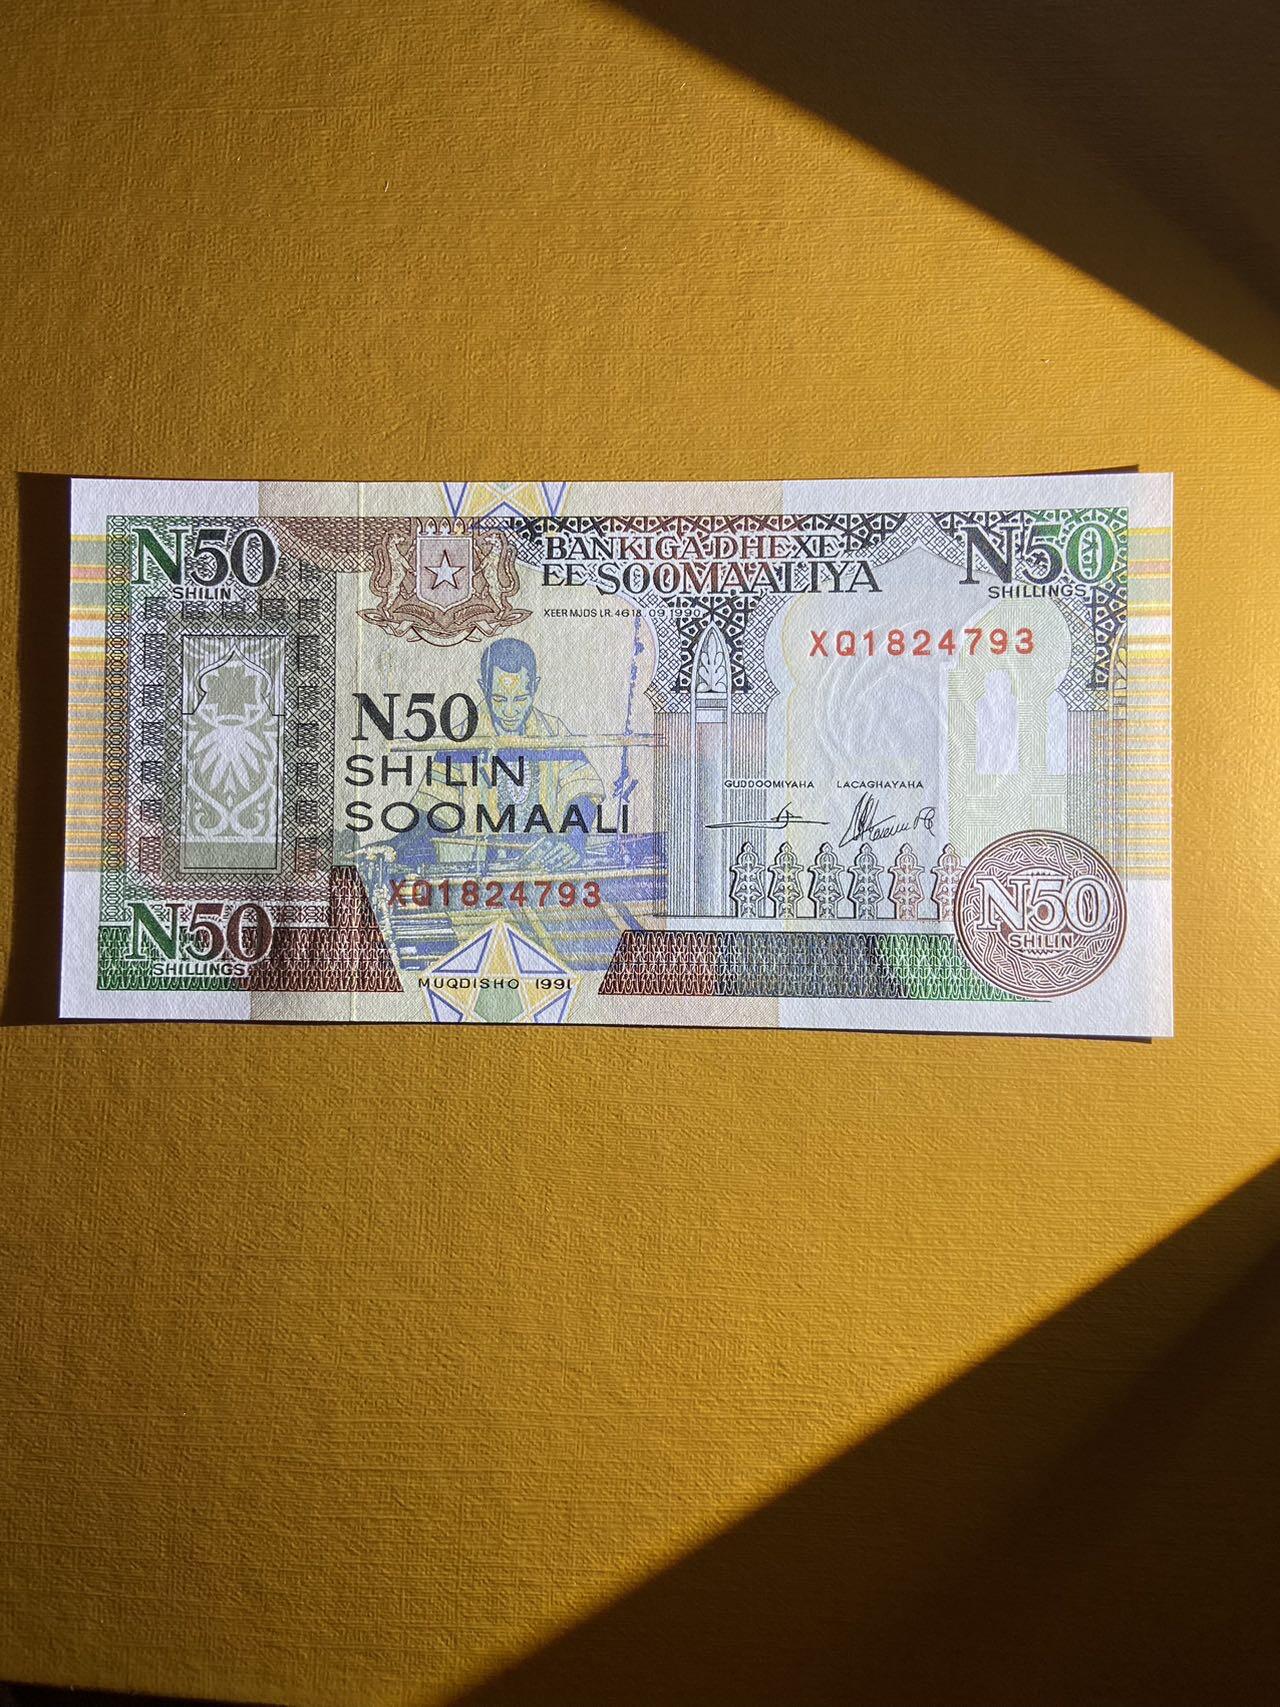 N50
SHILIN
BANKIGA DHEXE
EE SOOMAALIYA
N50
SHILLINGS
XEER MJDS LR. 4618.09.1990
XQ1824793
N50
SHILIN
SOOMAALI
GUDDOOMIYAHA LACAGHAYAHA
XQ1824793
N50
SHILIN
N50
SHILLINGS
MUQDISHO 1991